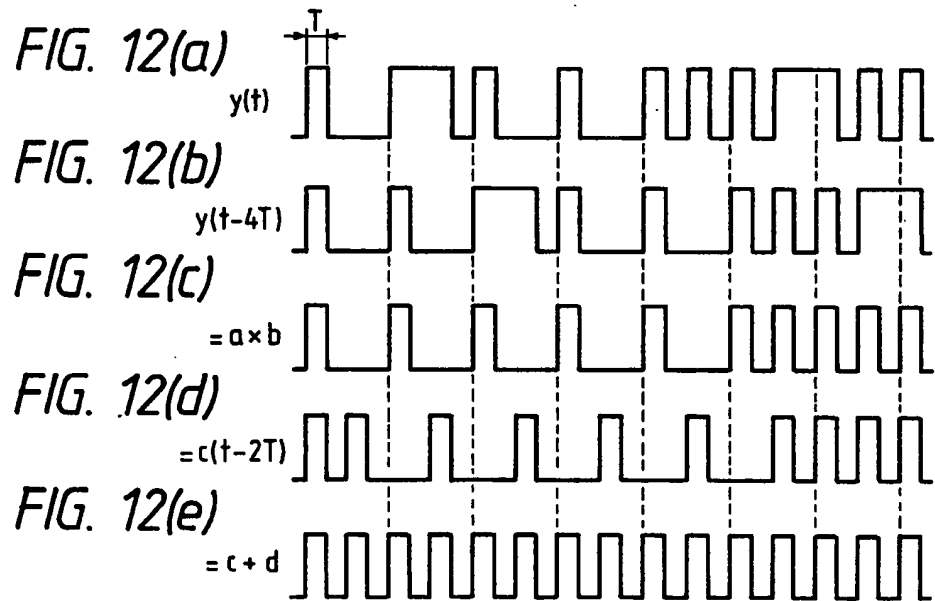 T
FIG. 12(a)
y(t)
FIG. 12(b)
y(t-4T)
FIG. 12(c)
= a × b
FIG. 12(d)
= c(t-2T)
FIG. 12(e)
= c + d